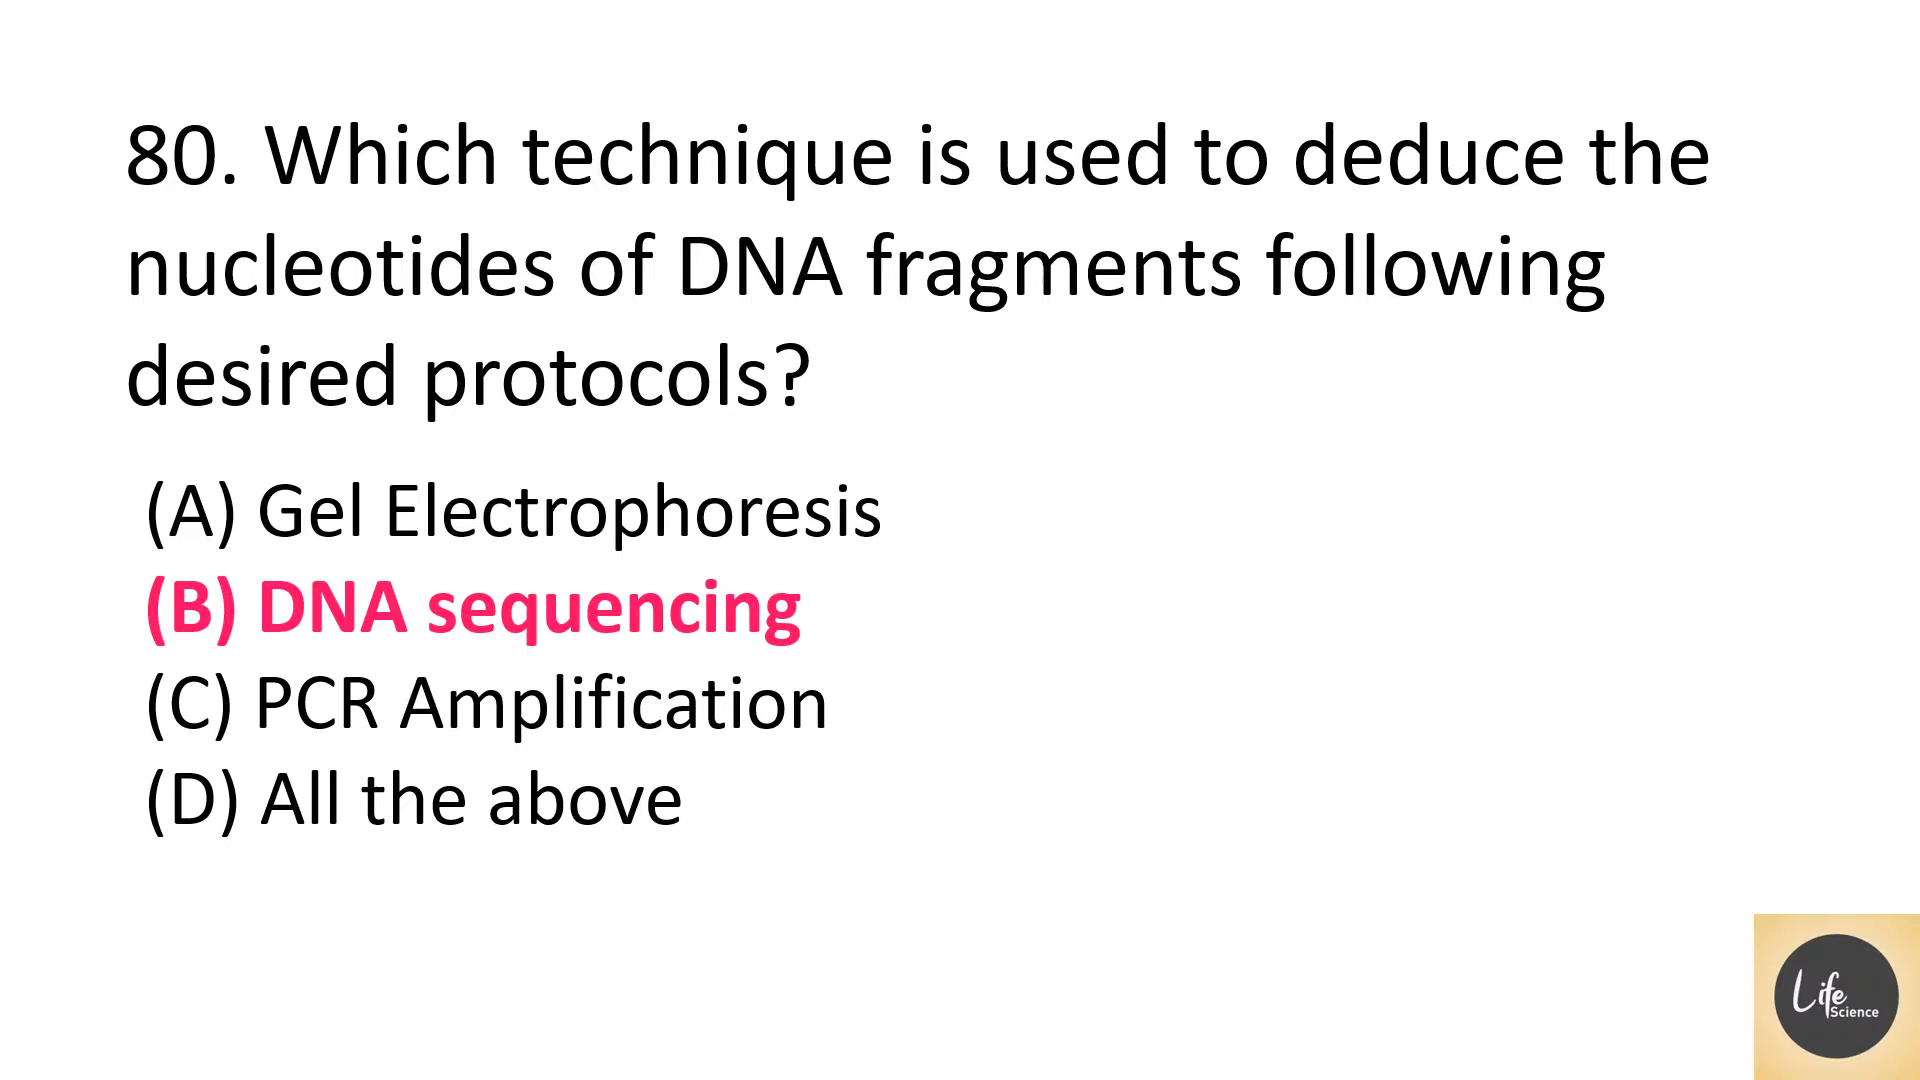 80. Which technique is used to deduce the
nucleotides of DNA fragments following
desired protocols?
(A) Gel Electrophoresis
(B) DNA sequencing
(C) PCR Amplification
(D) All the above
Life
Science